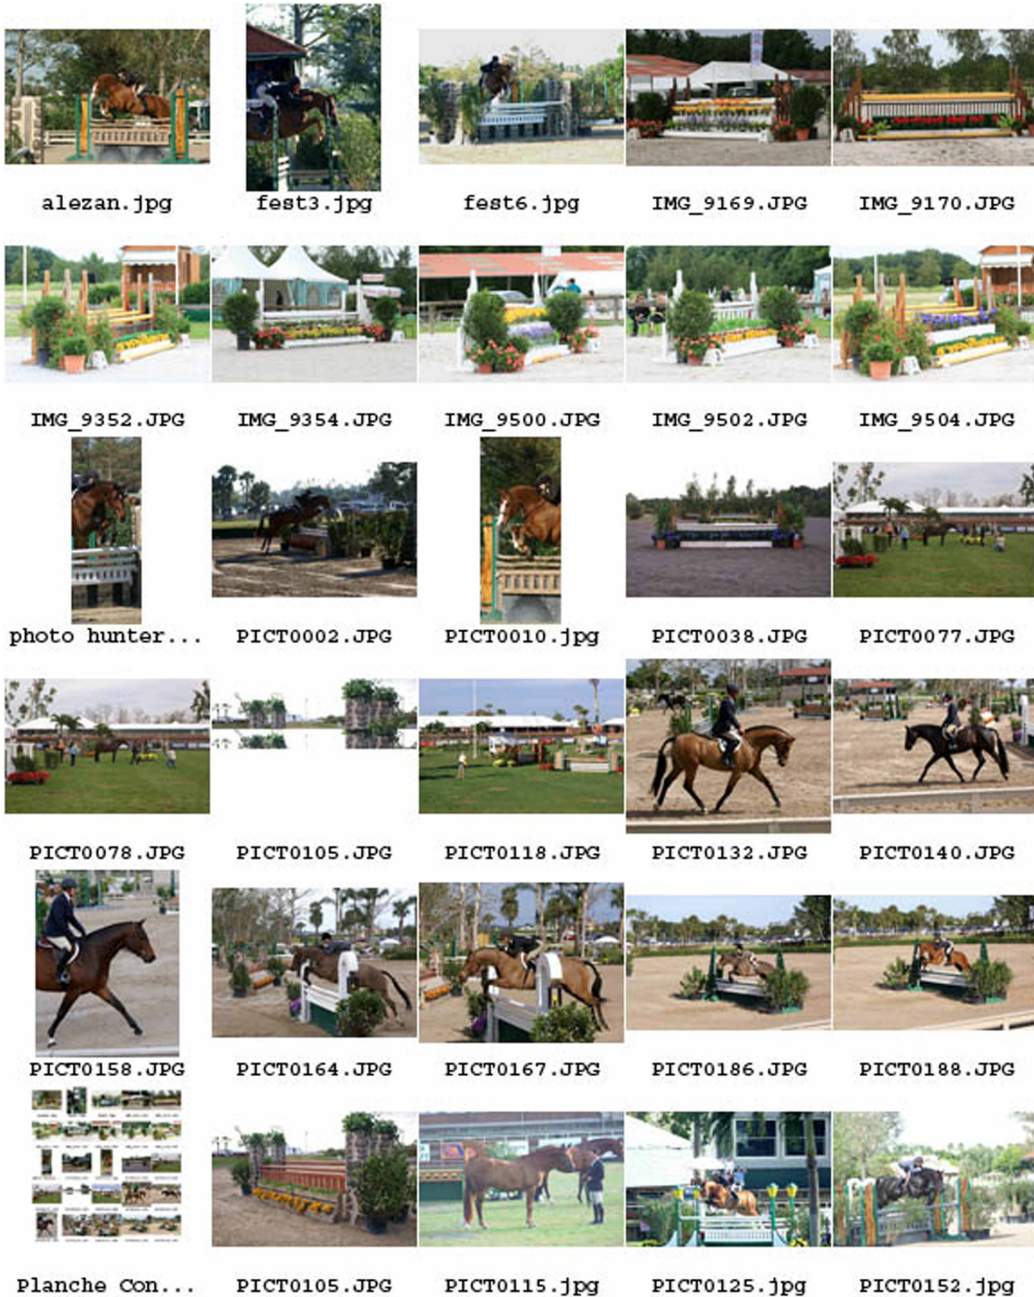 alezan.jpg fest3.jpg fest6.jpg IMG_9169.JPG IMG_9170.JPG
IMG_9352.JPG IMG_9354.JPG IMG_9500.JPG IMG_9502.JPG IMG_9504.JPG
photo hunter... PICT0002.JPG PICT0010.jpg PICT0038.JPG PICT0077.JPG
PICT0078.JPG PICT0105.JPG PICT0118.JPG PICT0132.JPG PICT0140.JPG
PICT0158.JPG PICT0164.JPG PICT0167.JPG PICT0186.JPG PICT0188.JPG
Planche Con... PICT0105.JPG PICT0115.jpg PICT0125.jpg PICT0152.jpg